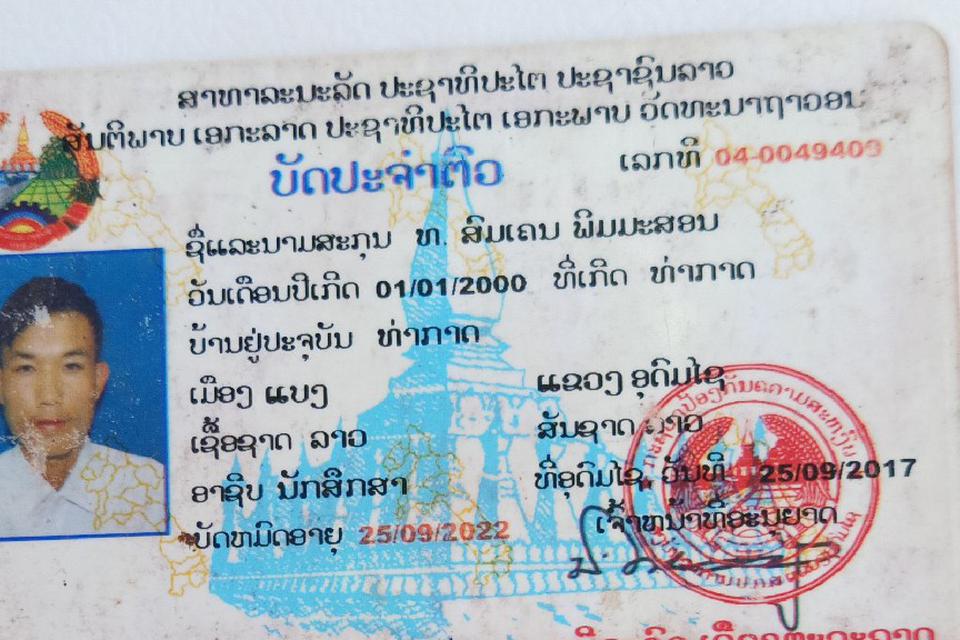 ສາທາລະນະລັດ ປະຊາທິປະໄຕ ປະຊາຊົນລາວ
ສັນຕິພາບ ເອກະລາດ ປະຊາທິປະໄຕ ເອກະພາບ ວັດທະນາຖາວອນ
ບັດປະຈຳຕົວ
ເລກທີ 04-0049409
ຊື່ແລະນາມສະກຸນ ທ. ສົມເຄນ ພິມມະສອນ
ວັນເດືອນປີເກີດ 01/01/2000 ທີ່ເກີດ ທ່າກາດ
ບ້ານຢູ່ປະຈຸບັນ ທ່າກາດ
ເມືອງ ແບງ ແຂວງ ອຸດົມໄຊ
ເຊື້ອຊາດ ລາວ ສັນຊາດ ລາວ
ອາຊີບ ນັກສຶກສາ ທີ່ອຸດົມໄຊ, ວັນທີ 25/09/2017
ບັດຫມົດອາຍຸ 25/09/2022 ເຈົ້າຫນ້າທີ່ອະນຸຍາດ